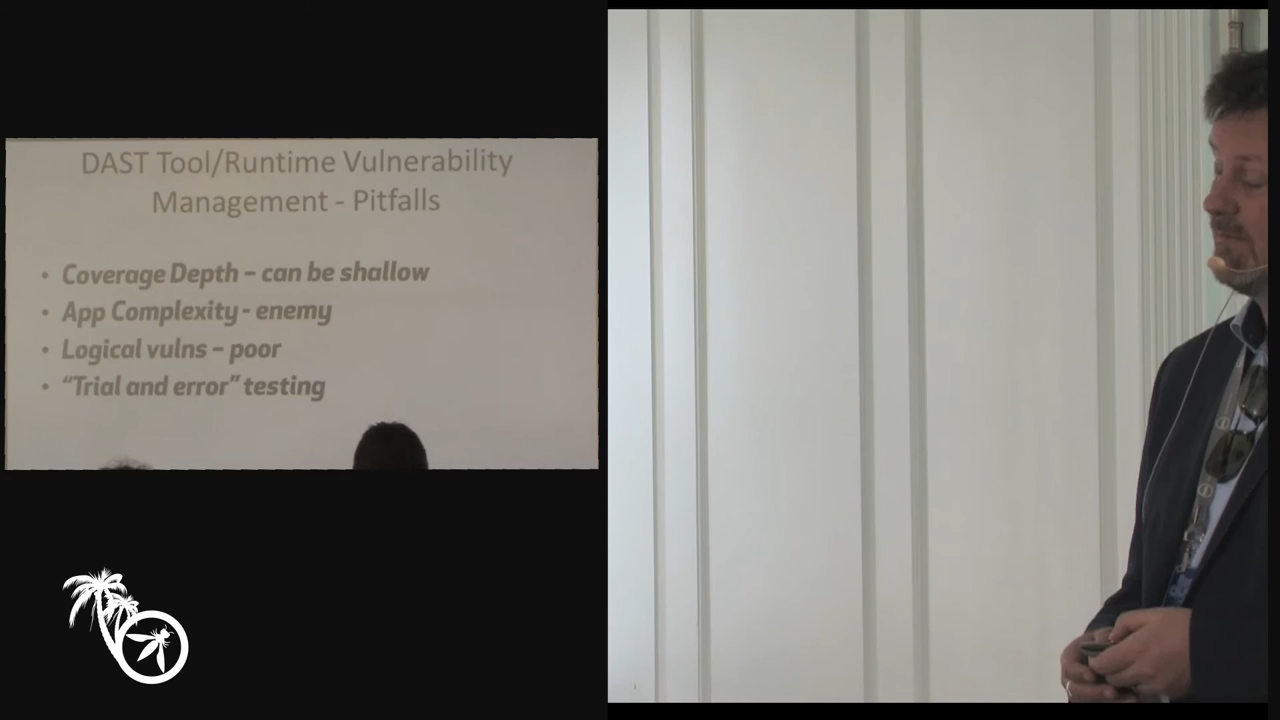 DAST Tool/Runtime Vulnerability
Management - Pitfalls
• Coverage Depth – can be shallow
• App Complexity - enemy
• Logical vulns – poor
• “Trial and error” testing